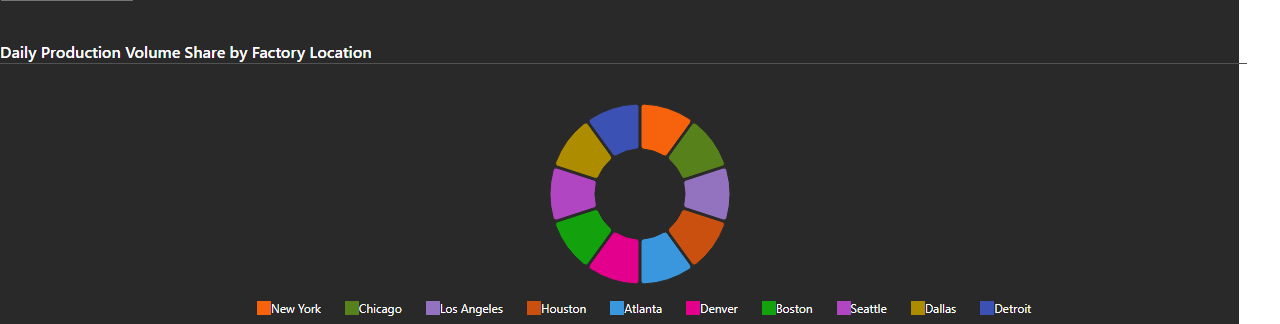 Daily Production Volume Share by Factory Location
New York Chicago Los Angeles Houston Atlanta Denver Boston Seattle Dallas Detroit